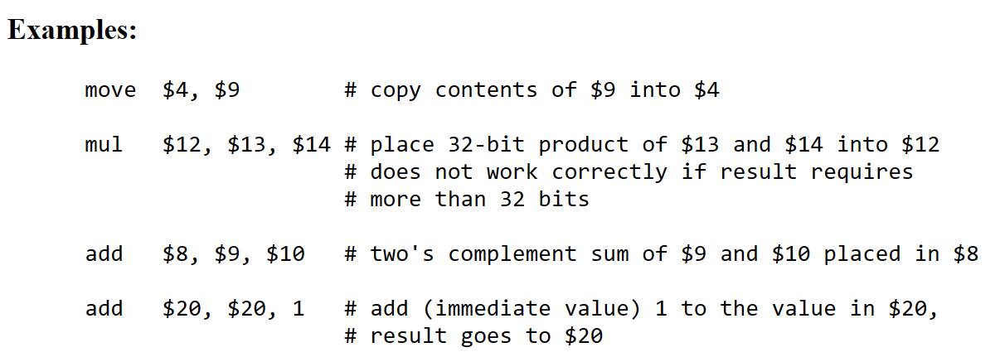 Examples:
move $4, $9 # copy contents of $9 into $4
mul $12, $13, $14 # place 32-bit product of $13 and $14 into $12
# does not work correctly if result requires
# more than 32 bits
add $8, $9, $10 # two's complement sum of $9 and $10 placed in $8
add $20, $20, 1 # add (immediate value) 1 to the value in $20,
# result goes to $20